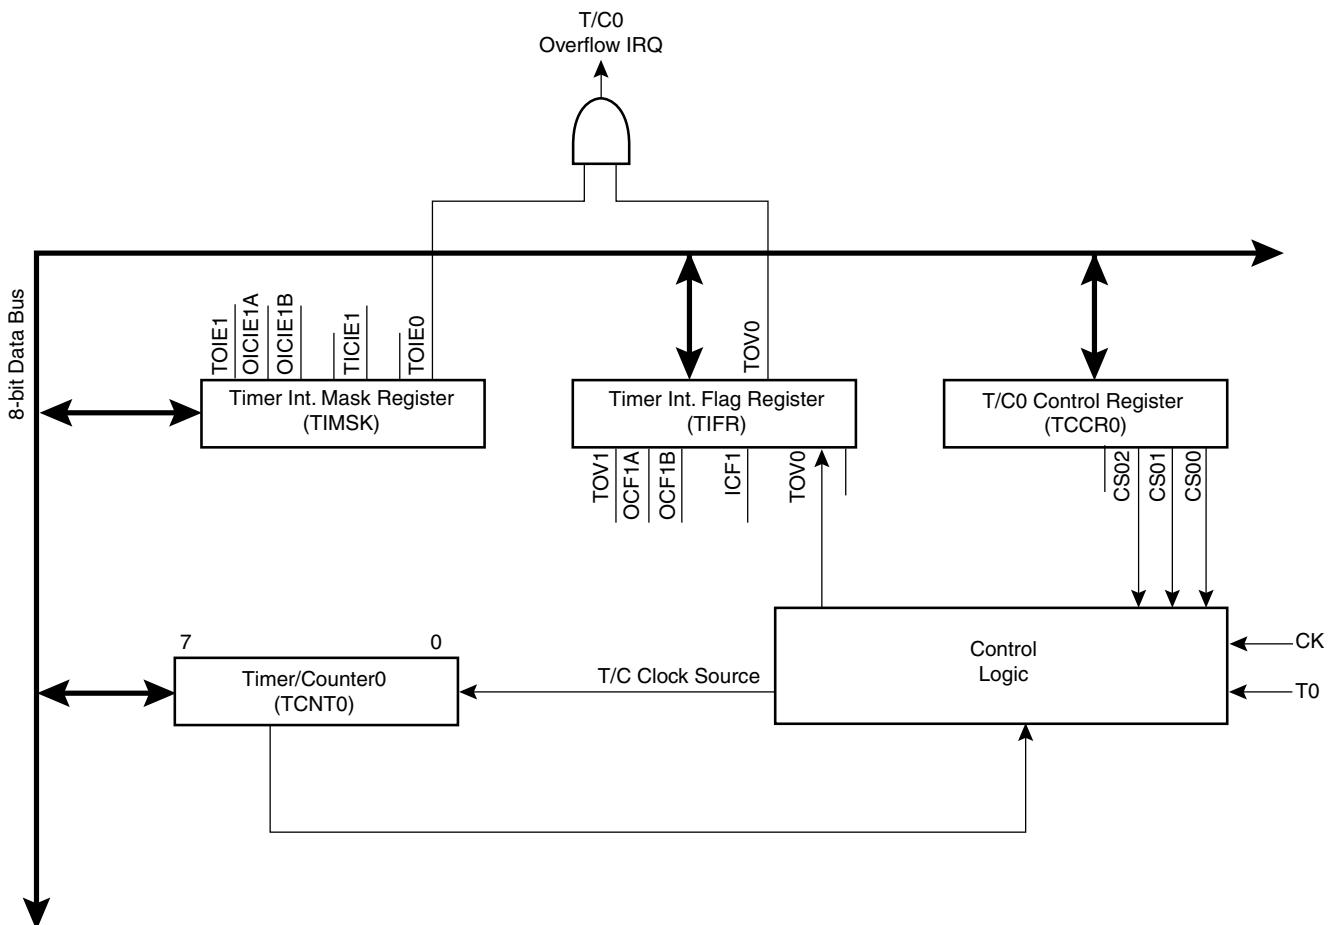 T/C0
Overflow IRQ
8-bit Data Bus
TOIE1
OICIE1A
OICIE1B
TICIE1
TOIE0
TOV0
Timer Int. Mask Register
(TIMSK)
Timer Int. Flag Register
(TIFR)
T/C0 Control Register
(TCCR0)
TOV1
OCF1A
OCF1B
ICF1
TOV0
CS02
CS01
CS00
7
0
Timer/Counter0
(TCNT0)
T/C Clock Source
Control
Logic
CK
T0